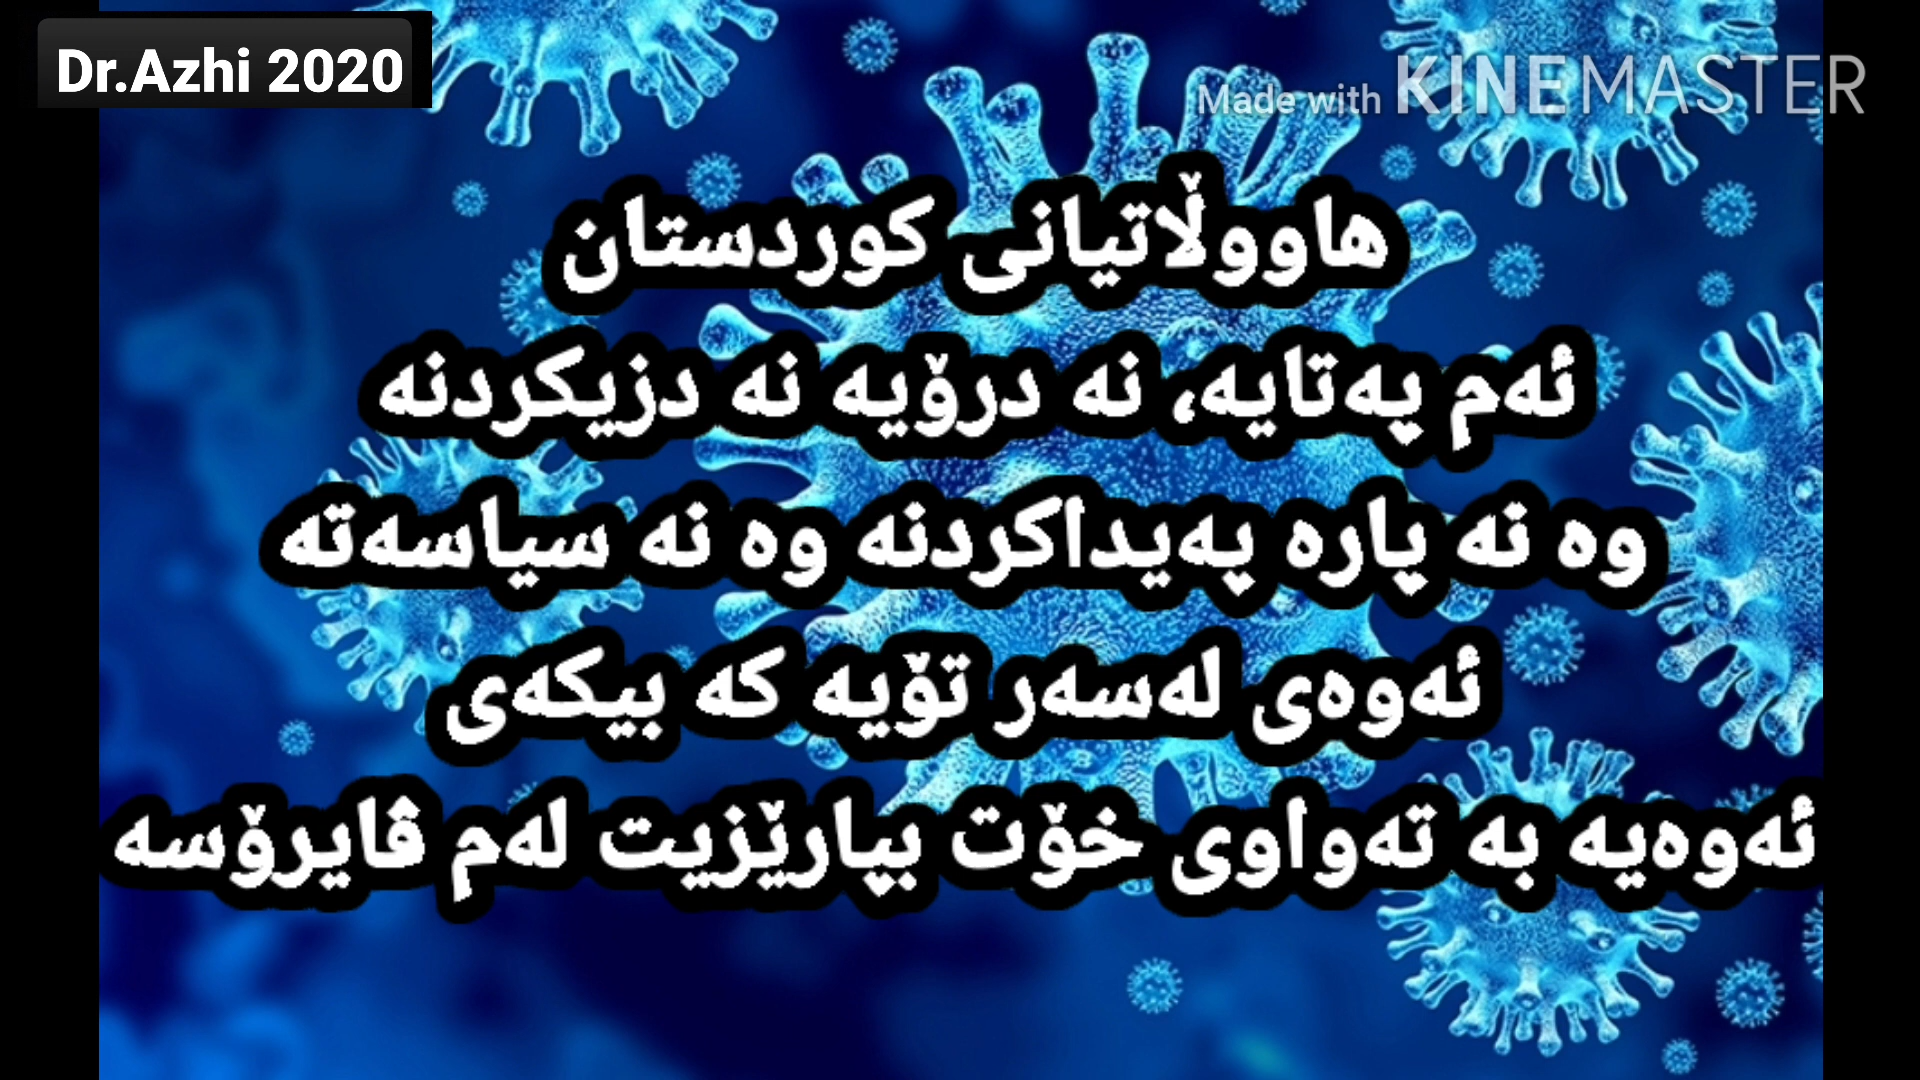 Dr.Azhi 2020
Made with KINEMASTER
هاووڵاتیانی کوردستان
ئەم پەتایە، نە درۆیە نە دزیکردنە
وە نە پارە پەیداکردنە وە نە سیاسەتە
ئەوەی لەسەر تۆیە کە بیکەی
ئەوەیە بە تەواوی خۆت بپارێزیت لەم ڤایرۆسە